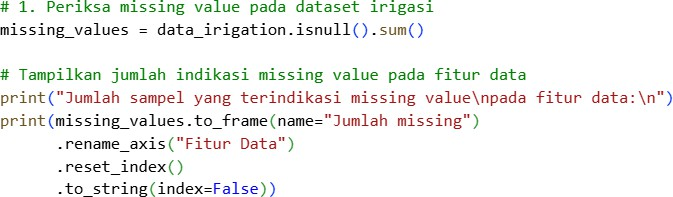 # 1. Periksa missing value pada dataset irigasi
missing_values = data_irigation.isnull().sum()

# Tampilkan jumlah indikasi missing value pada fitur data
print("Jumlah sampel yang terindikasi missing value\npada fitur data:\n")
print(missing_values.to_frame(name="Jumlah missing")
      .rename_axis("Fitur Data")
      .reset_index()
      .to_string(index=False))